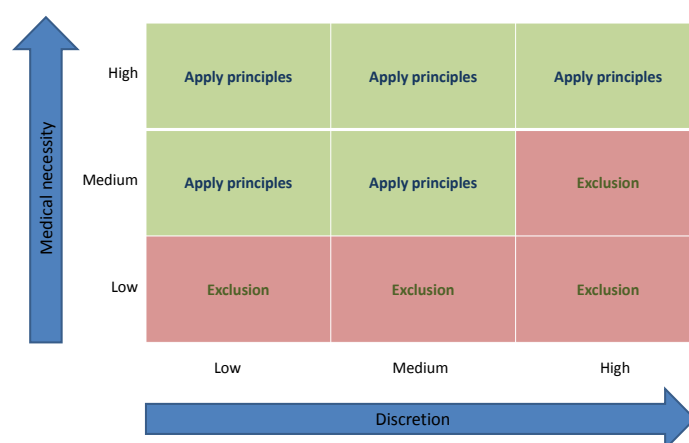 High
Apply principles
Apply principles
Apply principles
Medical necessity
Medium
Apply principles
Apply principles
Exclusion
Low
Exclusion
Exclusion
Exclusion
Low
Medium
High
Discretion